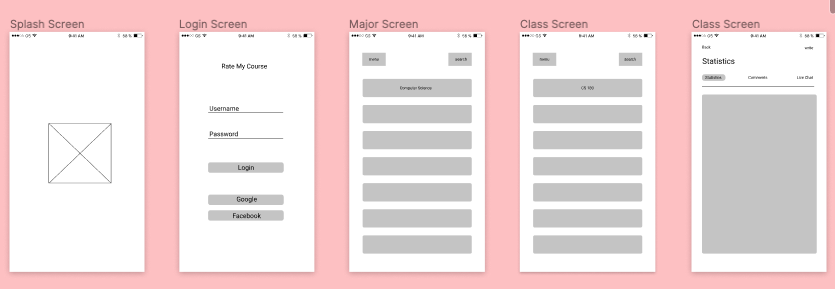 Splash Screen
Login Screen
Major Screen
Class Screen
Class Screen
9:41 AM
58 %
9:41 AM
58 %
9:41 AM
58 %
9:41 AM
58 %
9:41 AM
58 %
Rate My Course
Username
Password
Login
Google
Facebook
menu
search
Computer Science
menu
search
CS 180
Back
write
Statistics
Statistics
Comments
Live Chat